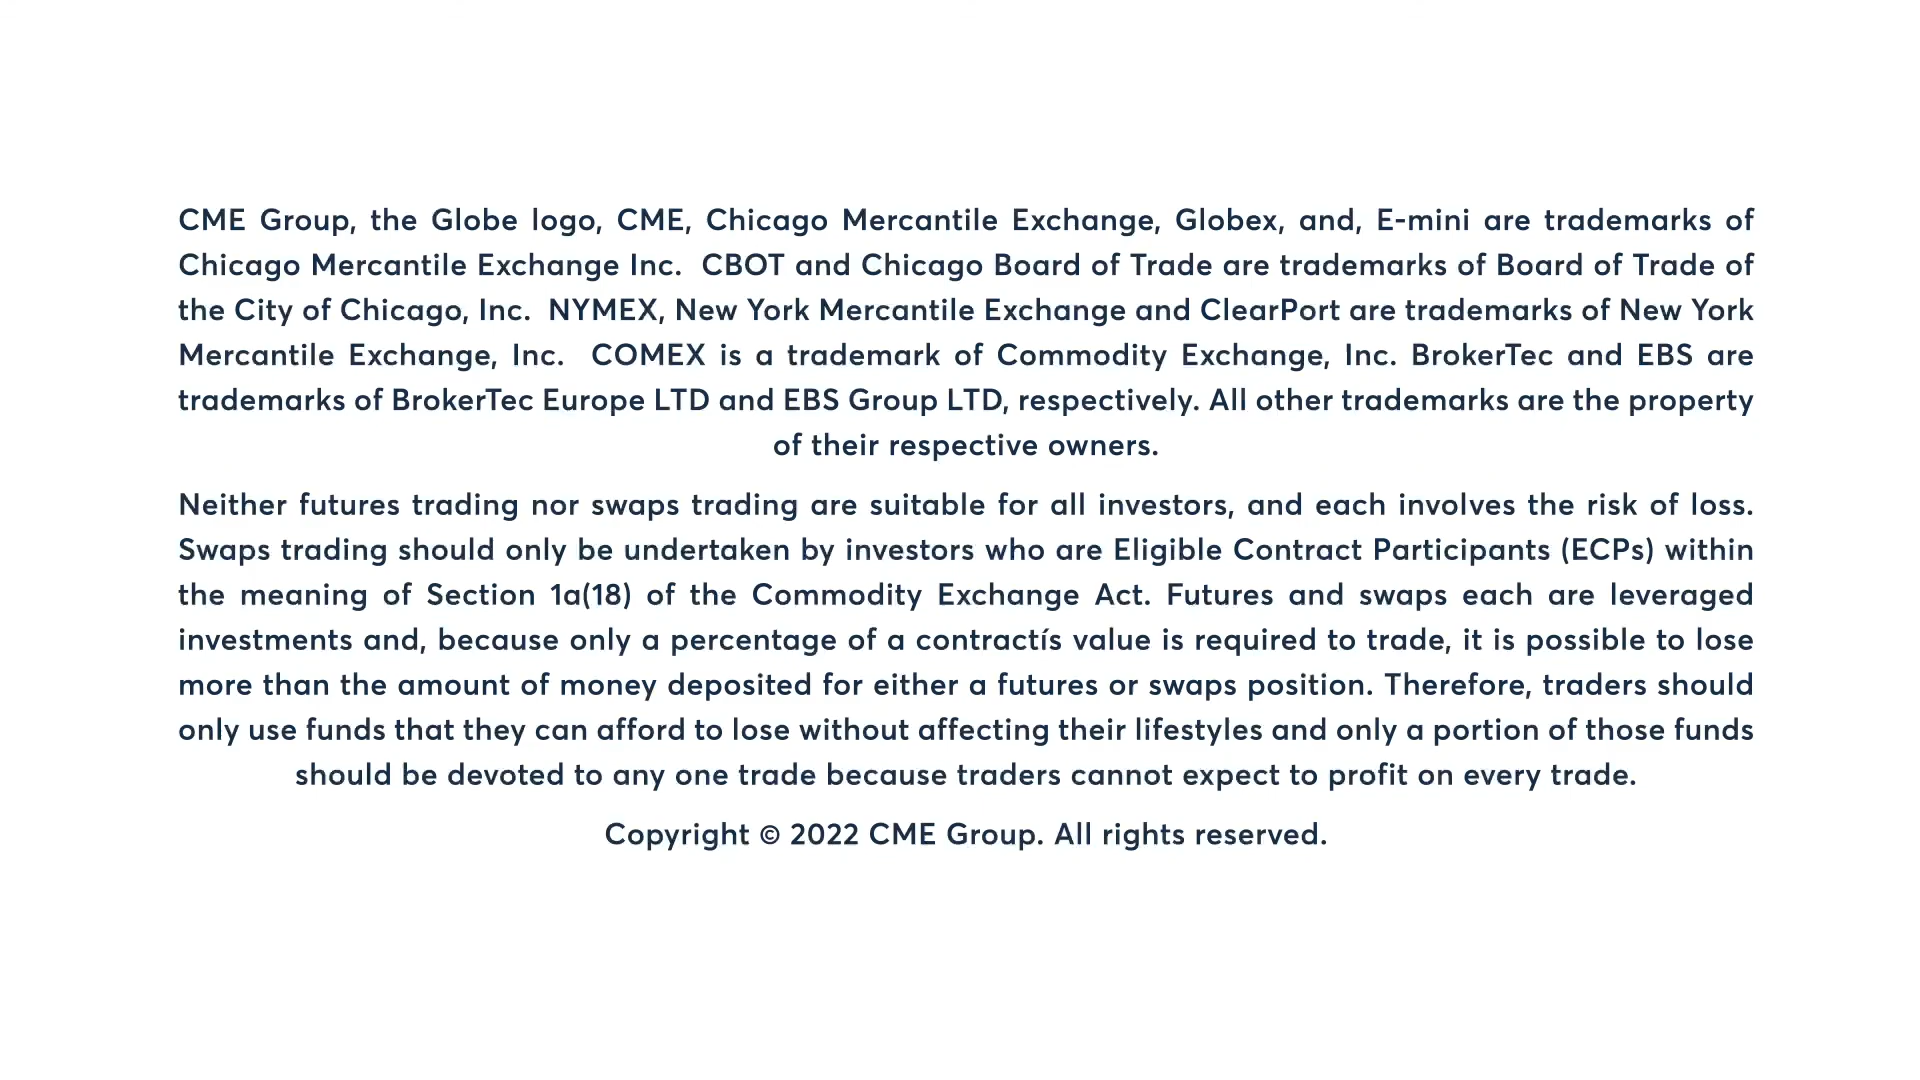 CME Group, the Globe logo, CME, Chicago Mercantile Exchange, Globex, and, E-mini are trademarks of
Chicago Mercantile Exchange Inc.  CBOT and Chicago Board of Trade are trademarks of Board of Trade of
the City of Chicago, Inc.  NYMEX, New York Mercantile Exchange and ClearPort are trademarks of New York
Mercantile Exchange, Inc.  COMEX is a trademark of Commodity Exchange, Inc. BrokerTec and EBS are
trademarks of BrokerTec Europe LTD and EBS Group LTD, respectively. All other trademarks are the property
of their respective owners.
Neither futures trading nor swaps trading are suitable for all investors, and each involves the risk of loss.
Swaps trading should only be undertaken by investors who are Eligible Contract Participants (ECPs) within
the meaning of Section 1a(18) of the Commodity Exchange Act. Futures and swaps each are leveraged
investments and, because only a percentage of a contractís value is required to trade, it is possible to lose
more than the amount of money deposited for either a futures or swaps position. Therefore, traders should
only use funds that they can afford to lose without affecting their lifestyles and only a portion of those funds
should be devoted to any one trade because traders cannot expect to profit on every trade.
Copyright © 2022 CME Group. All rights reserved.